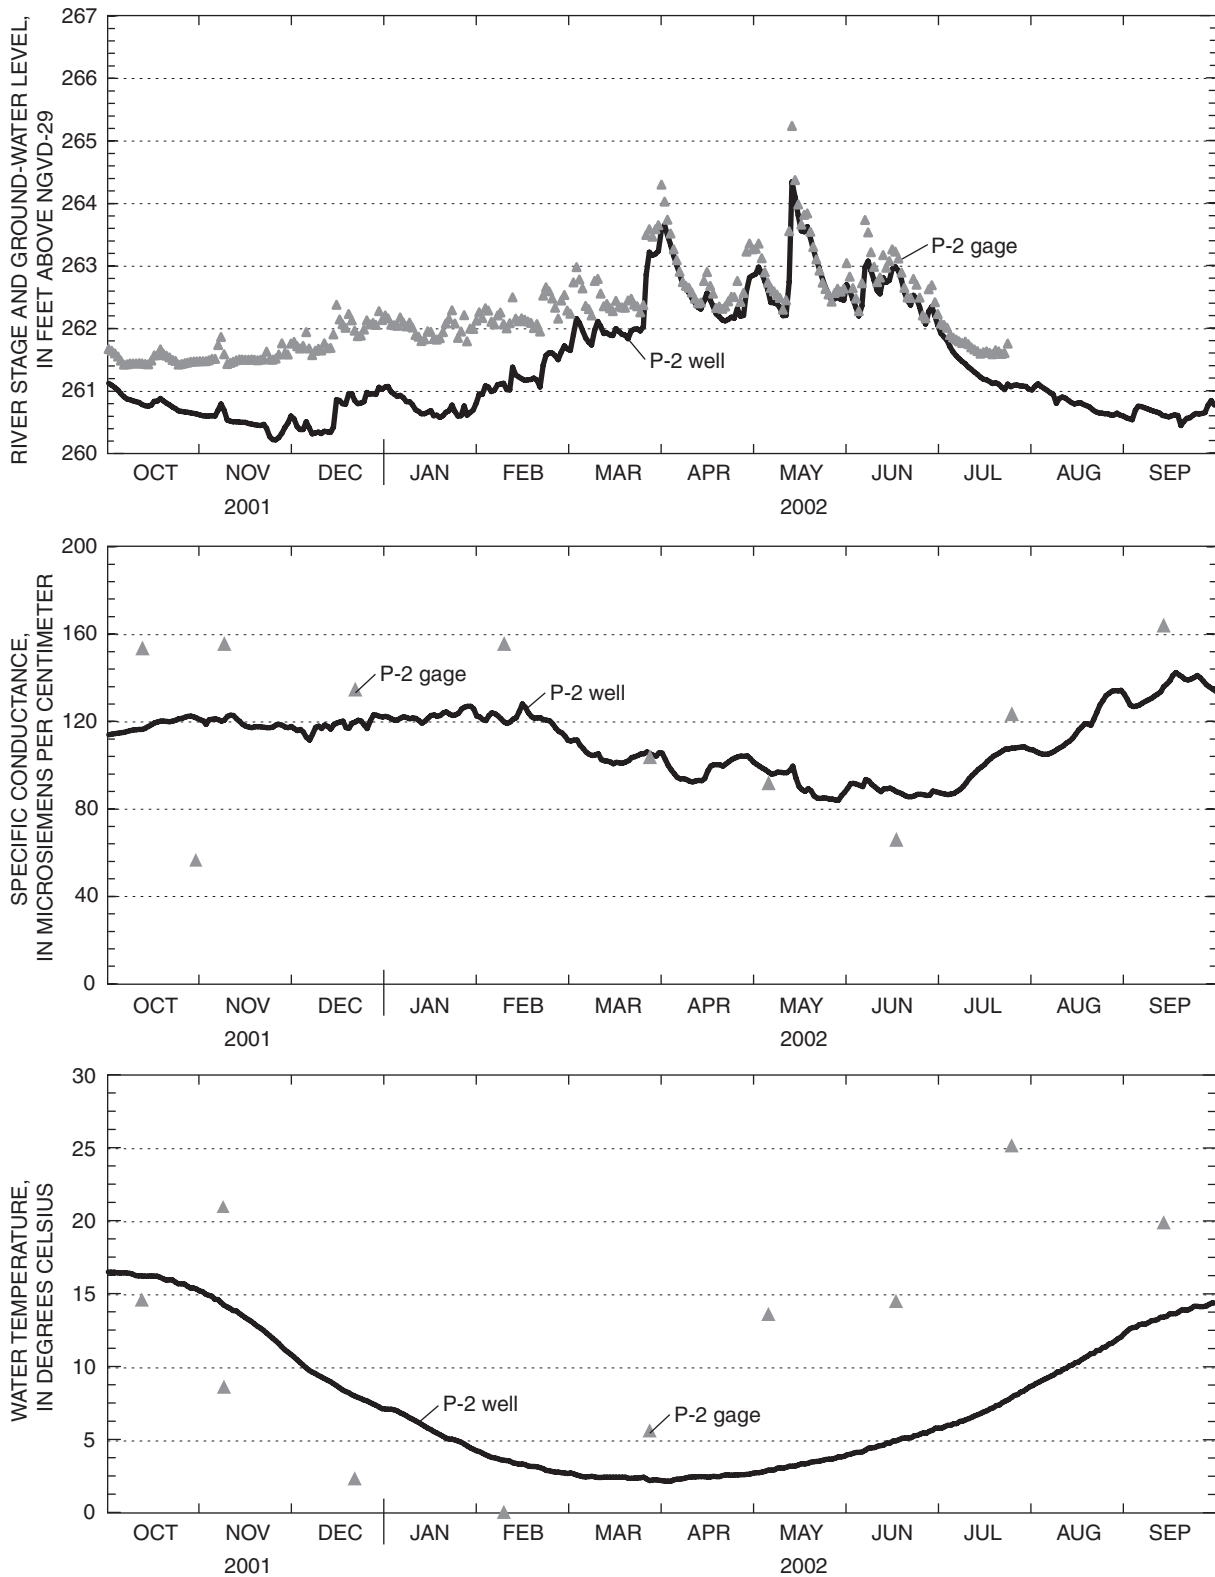 RIVER STAGE AND GROUND-WATER LEVEL,
IN FEET ABOVE NGVD-29
267
266
265
264
263
262
261
260
P-2 gage
P-2 well
OCT NOV DEC JAN FEB MAR APR MAY JUN JUL AUG SEP
2001 2002
SPECIFIC CONDUCTANCE,
IN MICROSIEMENS PER CENTIMETER
200
160
120
80
40
0
P-2 gage
P-2 well
OCT NOV DEC JAN FEB MAR APR MAY JUN JUL AUG SEP
2001 2002
WATER TEMPERATURE,
IN DEGREES CELSIUS
30
25
20
15
10
5
0
P-2 well
P-2 gage
OCT NOV DEC JAN FEB MAR APR MAY JUN JUL AUG SEP
2001 2002